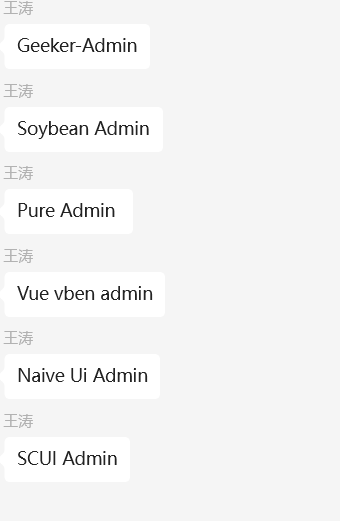 王涛
Geeker-Admin
王涛
Soybean Admin
王涛
Pure Admin
王涛
Vue vben admin
王涛
Naive Ui Admin
王涛
SCUI Admin